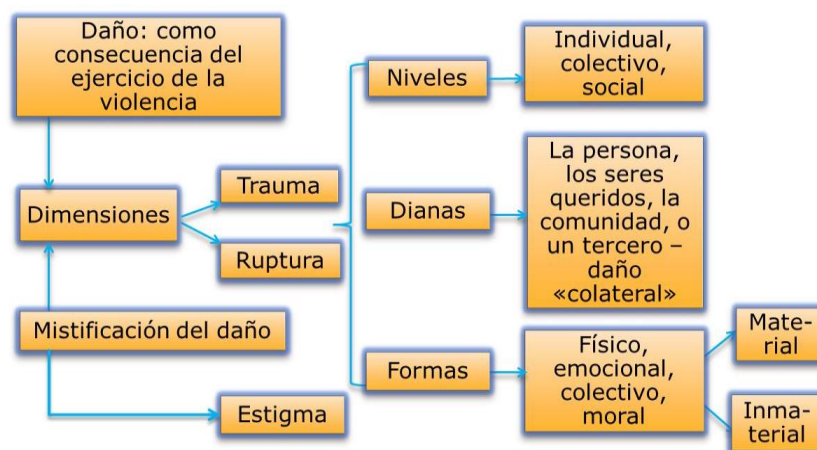 Daño: como
consecuencia del
ejercicio de la
violencia
Dimensiones
Trauma
Ruptura
Mistificación del daño
Estigma
Niveles
Individual,
colectivo,
social
Dianas
La persona,
los seres
queridos, la
comunidad, o
un tercero –
daño
«colateral»
Formas
Físico,
emocional,
colectivo,
moral
Mate-
rial
Inma-
terial